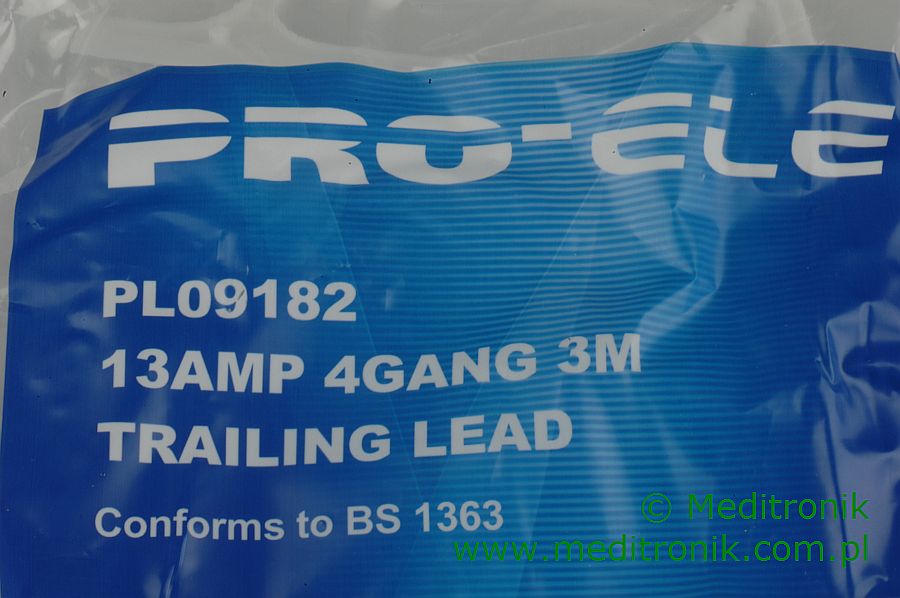 PRO-ELE
PL09182
13AMP 4GANG 3M
TRAILING LEAD
Conforms to BS 1363
© Meditronik
www.meditronik.com.pl